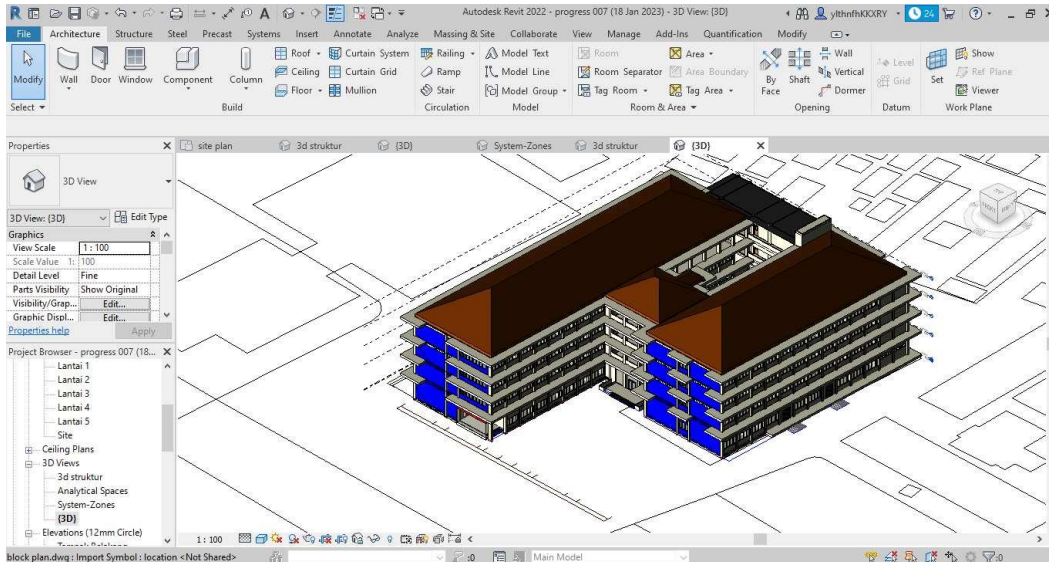 Autodesk Revit 2022 - progress 007 (18 Jan 2023) - 3D View: {3D}
ylthnfhKKXRY
24
File Architecture Structure Steel Precast Systems Insert Annotate Analyze Massing & Site Collaborate View Manage Add-Ins Quantification Modify
Modify
Wall
Door
Window
Component
Column
Roof
Ceiling
Floor
Curtain System
Curtain Grid
Mullion
Railing
Ramp
Stair
Model Text
Model Line
Model Group
Room
Room Separator
Tag Room
Area
Area Boundary
Tag Area
By Face
Shaft
Wall
Vertical
Dormer
Level
Grid
Set
Show
Ref Plane
Viewer
Select
Build
Circulation
Model
Room & Area
Opening
Datum
Work Plane
Properties
site plan
3d struktur
{3D}
System-Zones
3d struktur
{3D}
3D View
3D View: {3D}
Edit Type
Graphics
View Scale 1 : 100
Scale Value 1: 100
Detail Level Fine
Parts Visibility Show Original
Visibility/Grap... Edit...
Graphic Displ... Edit...
Properties help
Apply
Project Browser - progress 007 (18...
Lantai 1
Lantai 2
Lantai 3
Lantai 4
Lantai 5
Site
Ceiling Plans
3D Views
3d struktur
Analytical Spaces
System-Zones
{3D}
Elevations (12mm Circle)
1 : 100
block plan.dwg : Import Symbol : location <Not Shared>
:0
Main Model
:0